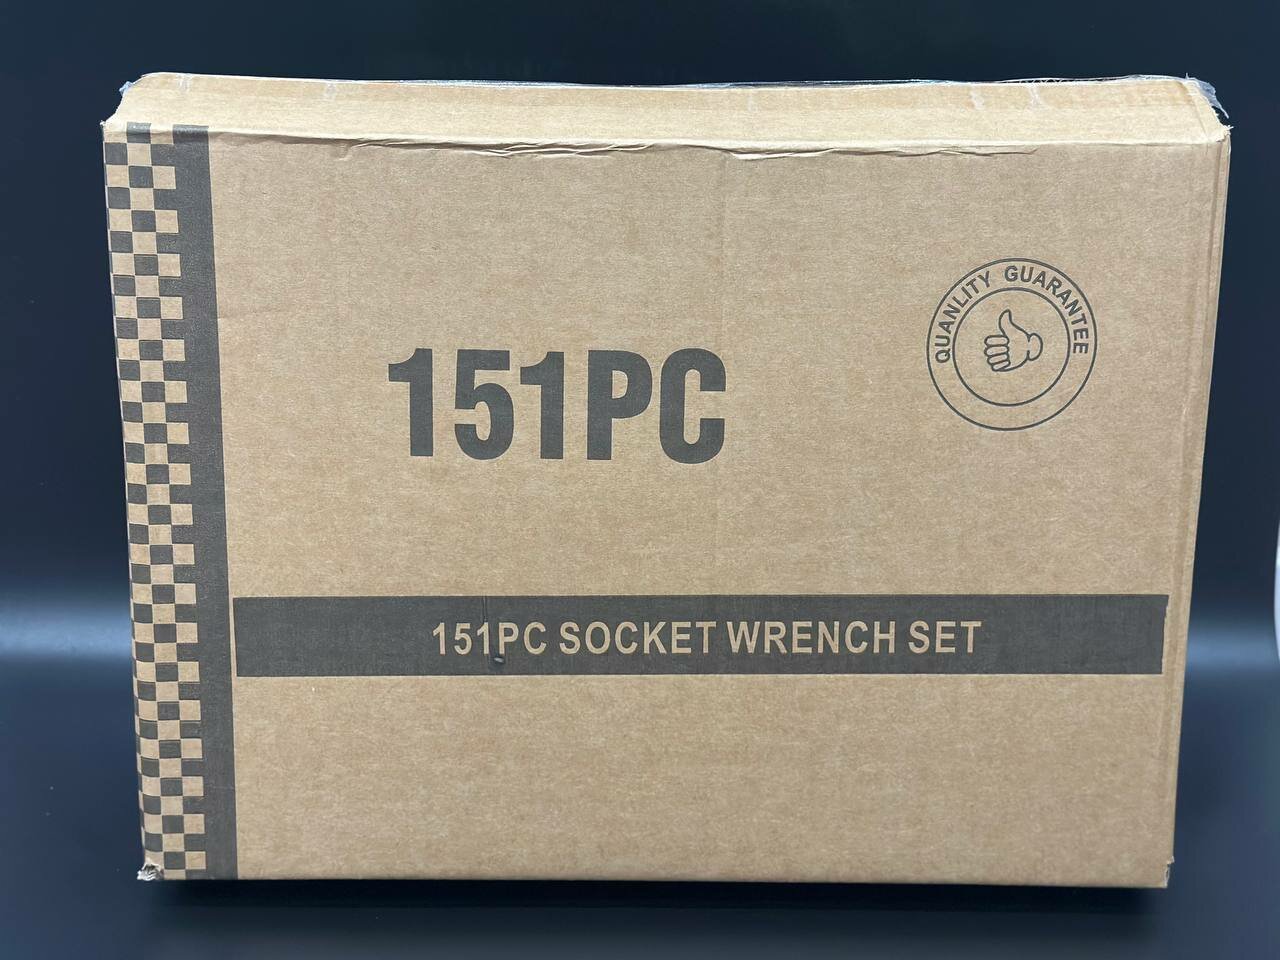 QUANLITY GUARANTEE
151PC
151PC SOCKET WRENCH SET